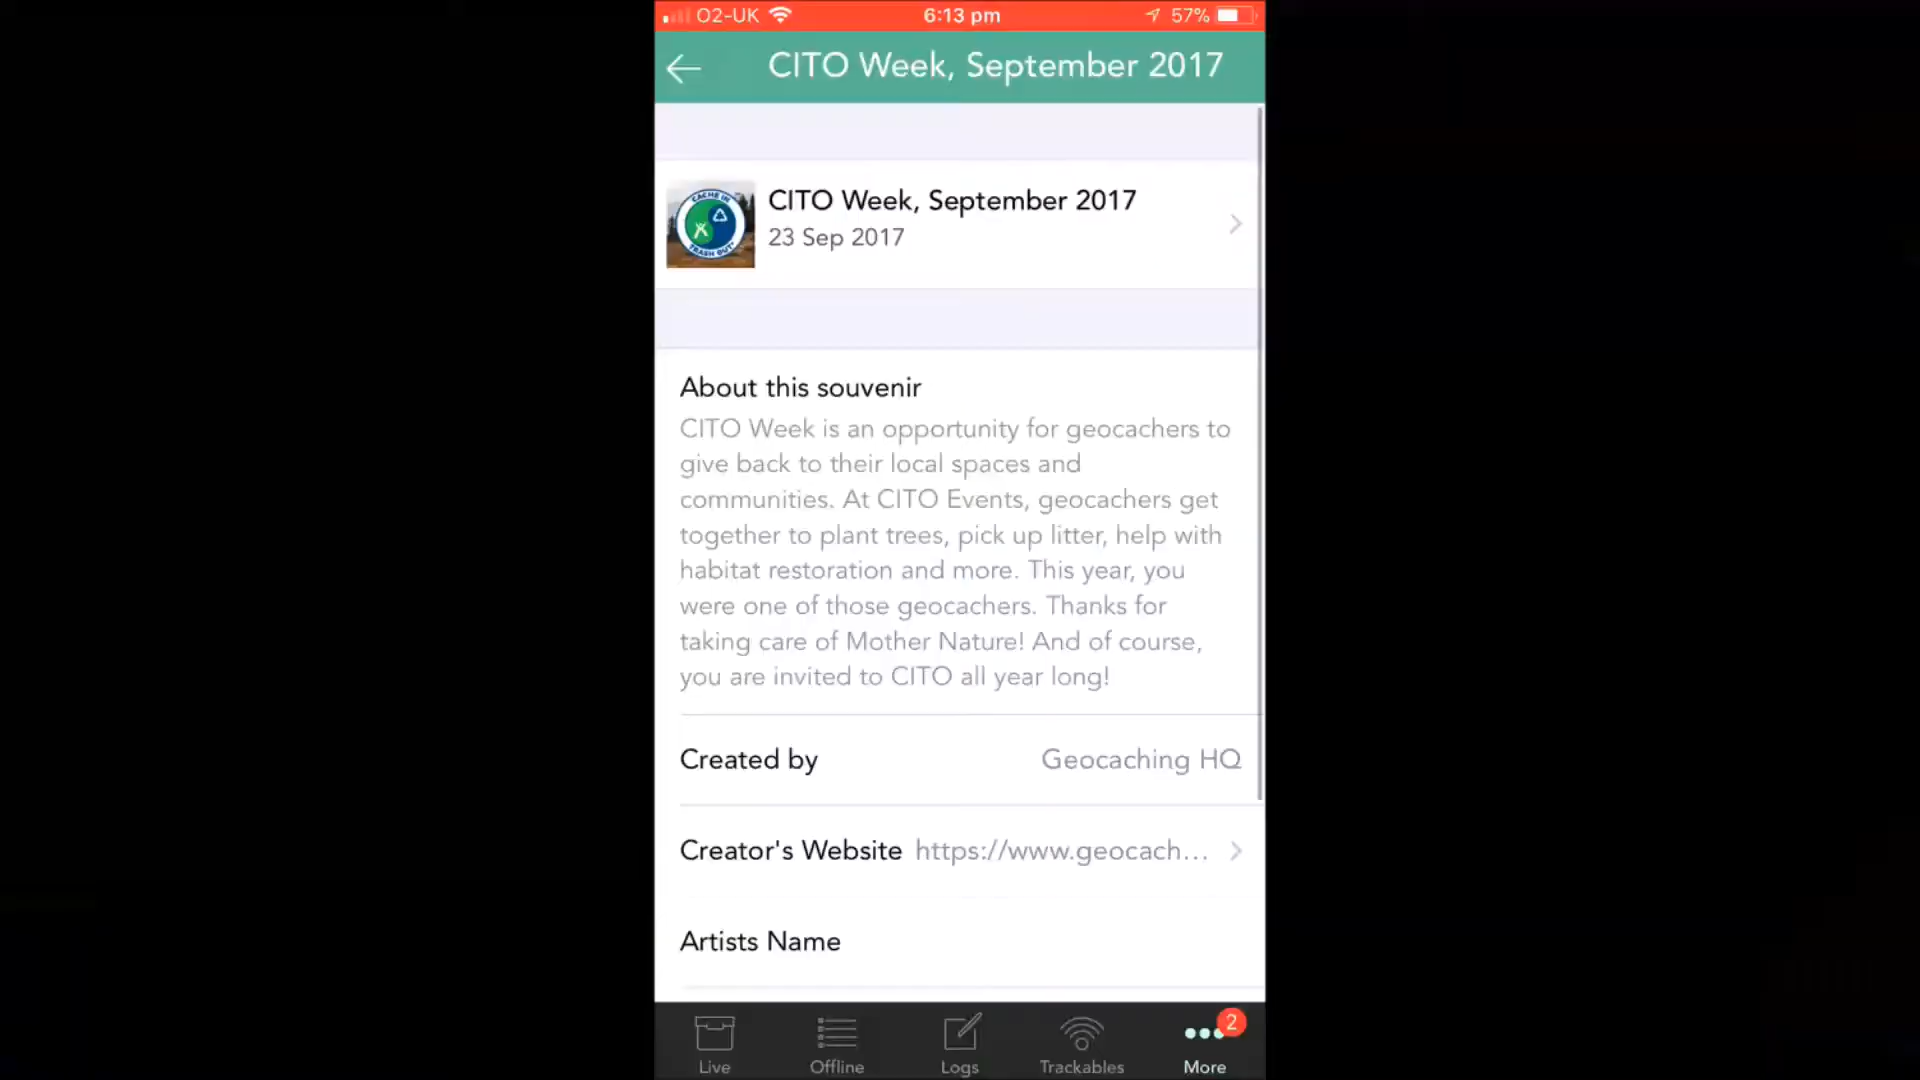 O2-UK 6:13 pm 57%
CITO Week, September 2017
CACHE IN
TRASH OUT
CITO Week, September 2017
23 Sep 2017
About this souvenir
CITO Week is an opportunity for geocachers to
give back to their local spaces and
communities. At CITO Events, geocachers get
together to plant trees, pick up litter, help with
habitat restoration and more. This year, you
were one of those geocachers. Thanks for
taking care of Mother Nature! And of course,
you are invited to CITO all year long!
Created by Geocaching HQ
Creator's Website https://www.geocach...
Artists Name
2
Live Offline Logs Trackables More